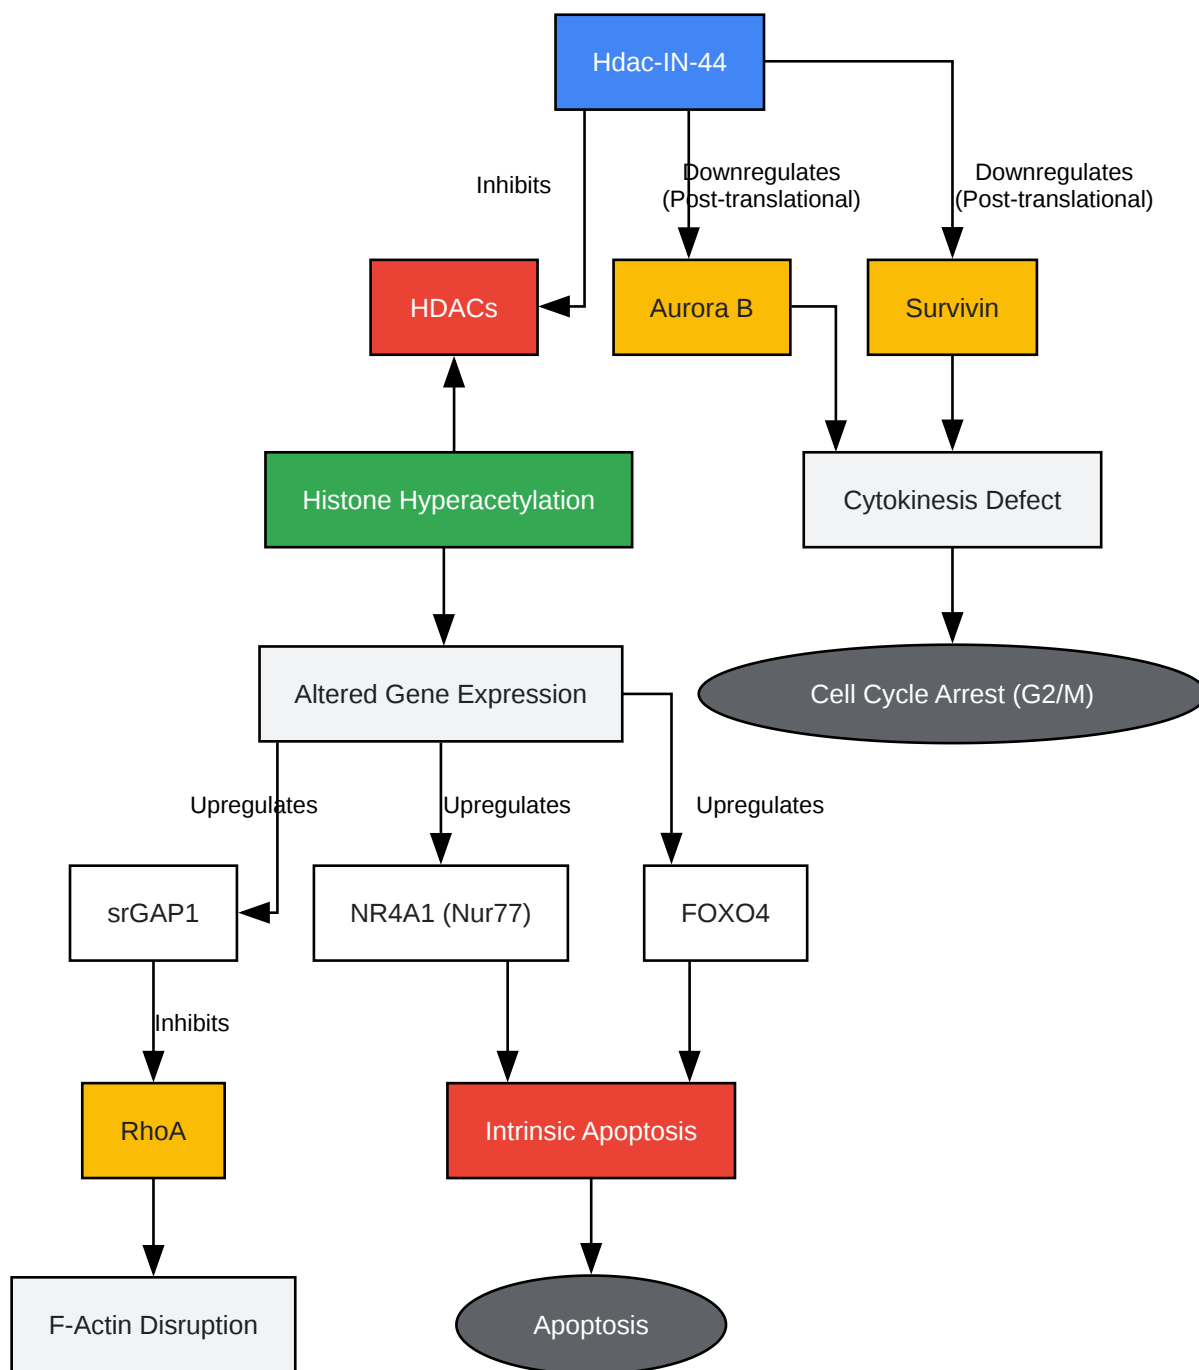 Hdac-IN-44
Inhibits
Downregulates
(Post-translational)
Downregulates
(Post-translational)
HDACs
Aurora B
Survivin
Histone Hyperacetylation
Cytokinesis Defect
Altered Gene Expression
Cell Cycle Arrest (G2/M)
Upregulates
Upregulates
Upregulates
srGAP1
NR4A1 (Nur77)
FOXO4
Inhibits
RhoA
Intrinsic Apoptosis
F-Actin Disruption
Apoptosis